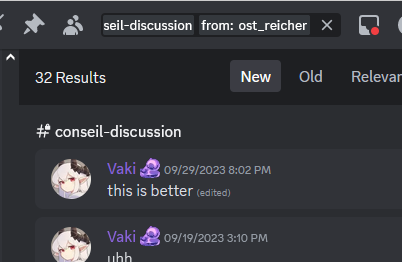 seil-discussion from: ost_reicher
32 Results
New Old Relevan
conseil-discussion
Vaki 09/29/2023 8:02 PM
this is better (edited)
Vaki 09/19/2023 3:10 PM
uhh